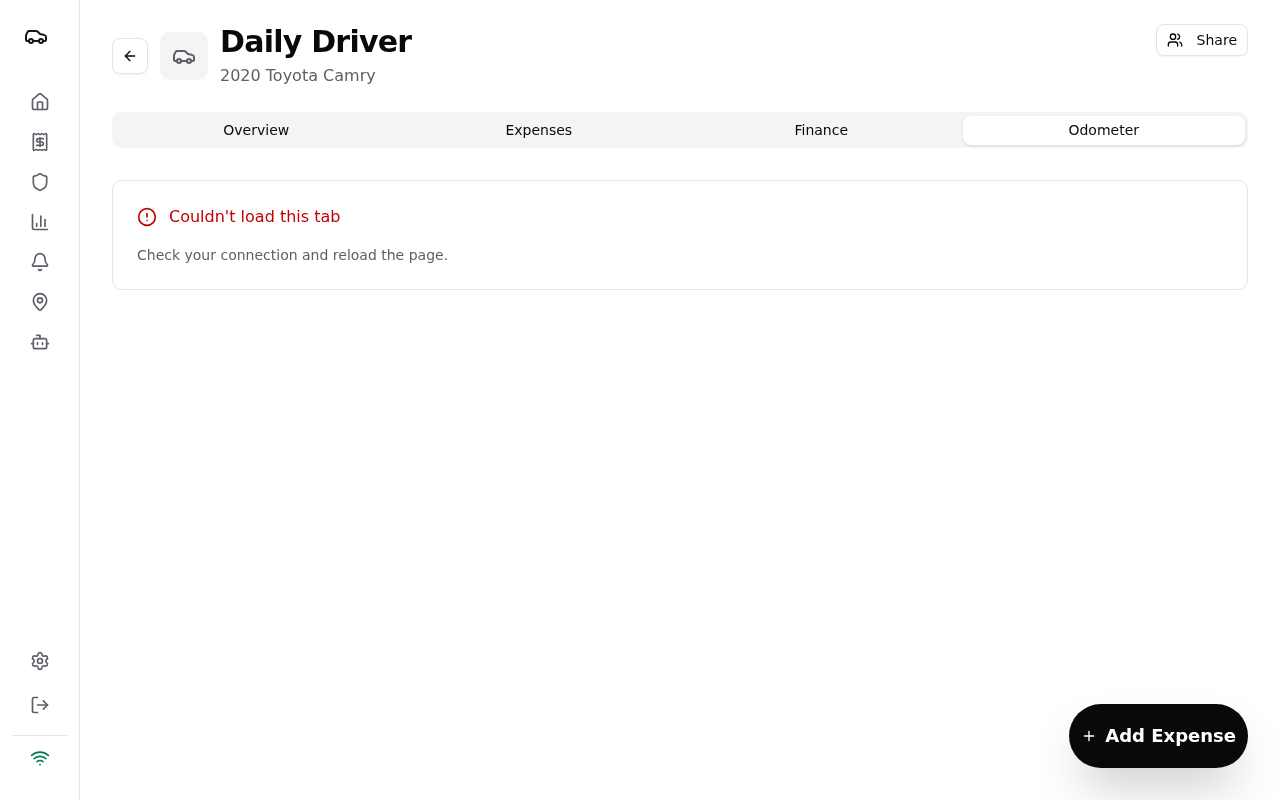 Daily Driver
2020 Toyota Camry
Share
Overview
Expenses
Finance
Odometer
Couldn't load this tab
Check your connection and reload the page.
Add Expense